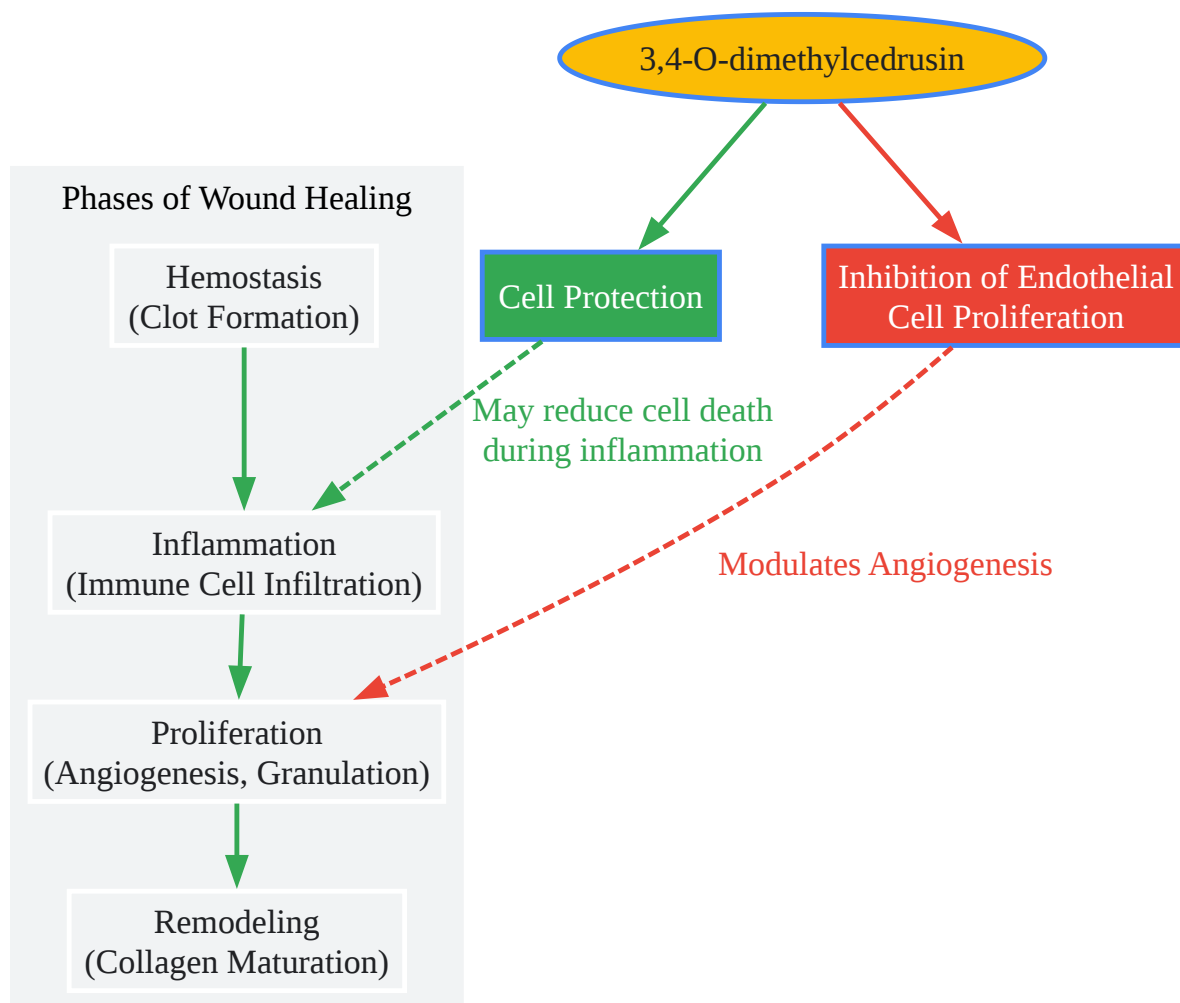 3,4-O-dimethylcedrusin
Phases of Wound Healing
Hemostasis
(Clot Formation)
Cell Protection
Inhibition of Endothelial
Cell Proliferation
May reduce cell death
during inflammation
Inflammation
(Immune Cell Infiltration)
Modulates Angiogenesis
Proliferation
(Angiogenesis, Granulation)
Remodeling
(Collagen Maturation)